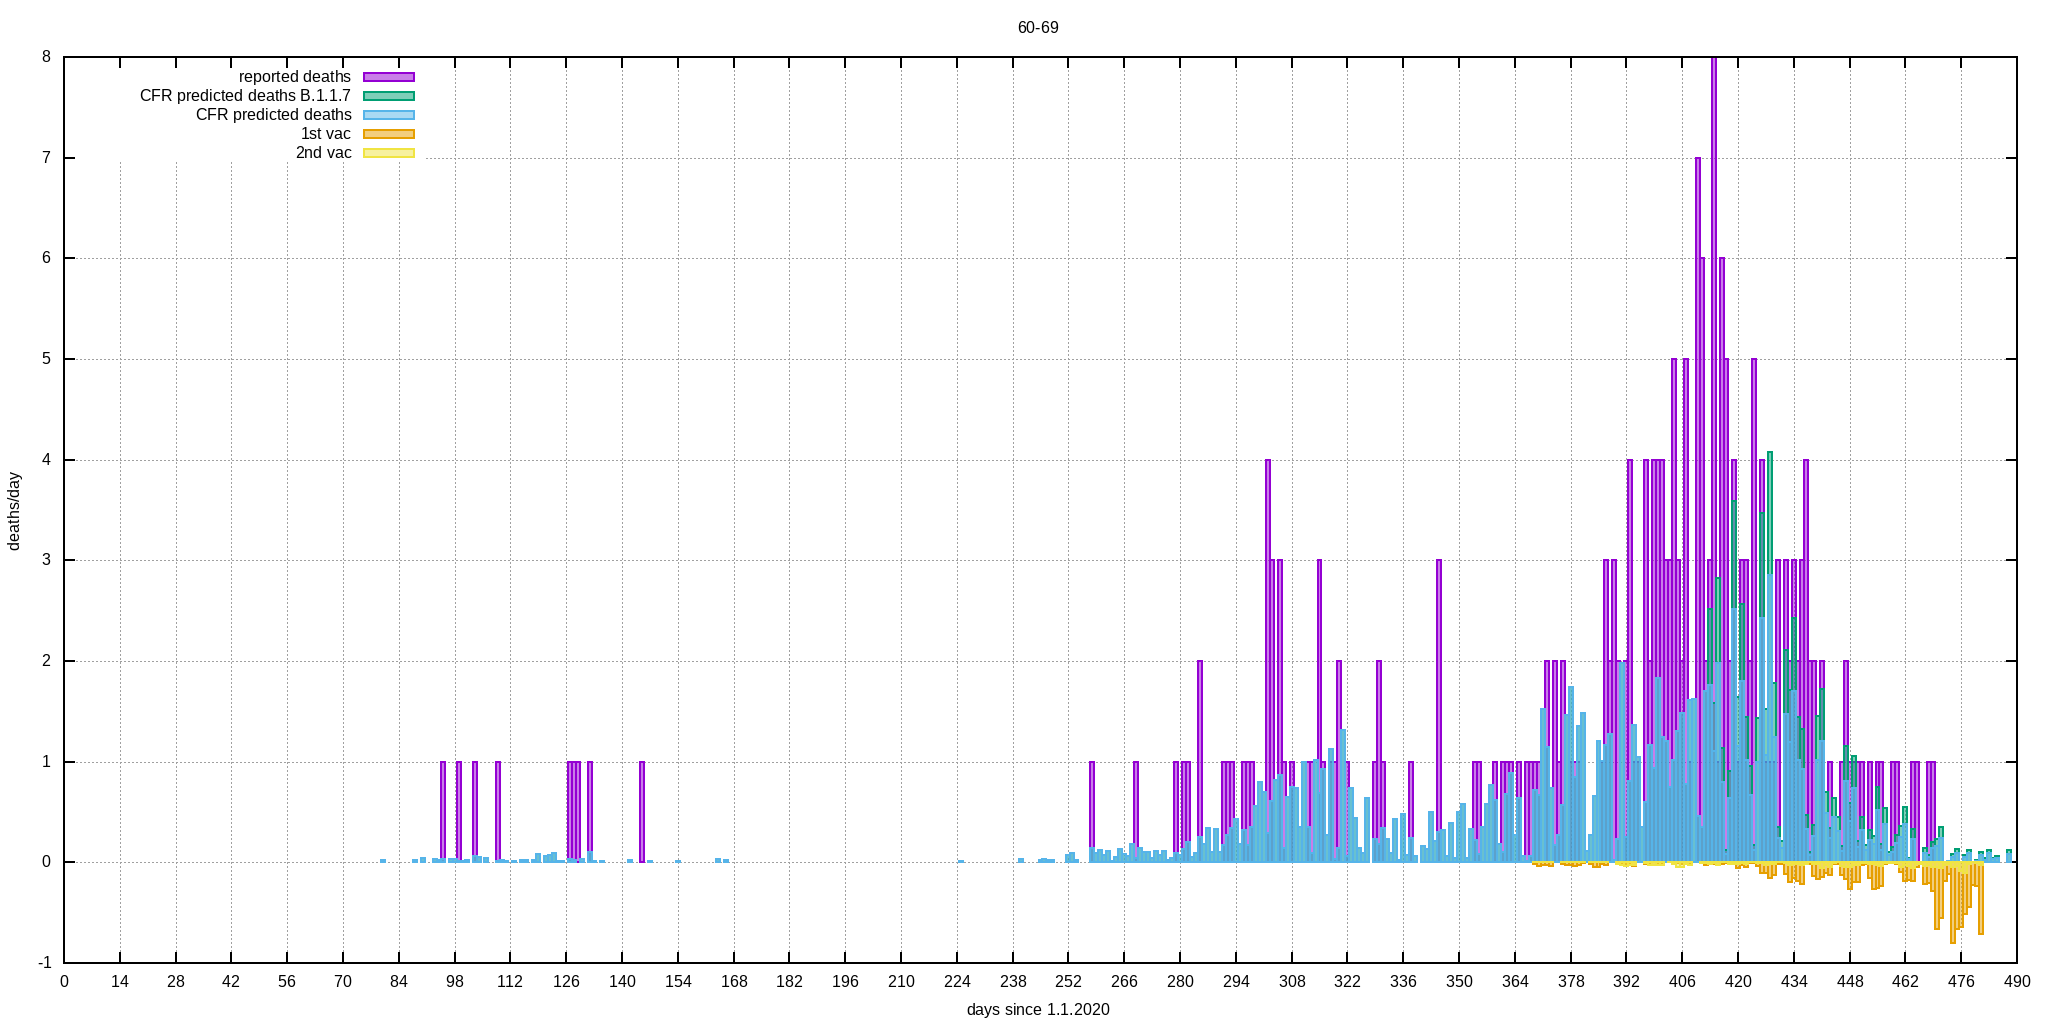 60-69
reported deaths
CFR predicted deaths B.1.1.7
CFR predicted deaths
1st vac
2nd vac
8
7
6
5
4
3
2
1
0
-1
deaths/day
0 14 28 42 56 70 84 98 112 126 140 154 168 182 196 210 224 238 252 266 280 294 308 322 336 350 364 378 392 406 420 434 448 462 476 490
days since 1.1.2020